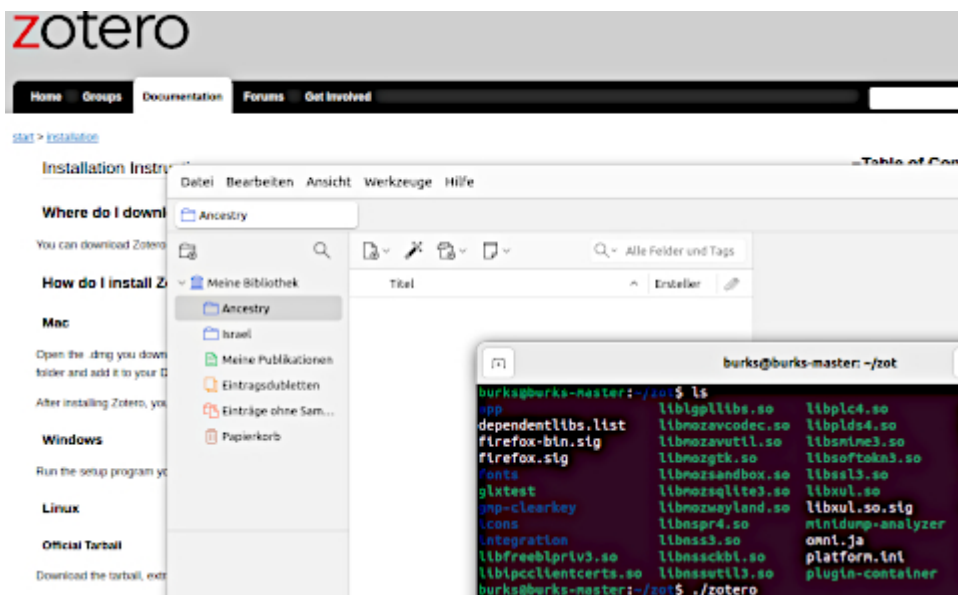 zotero
Home Groups Documentation Forums Get Involved
start > installation
Installation
Table of
Where do I
You can download Zotero
How do I install
Mac
Open the .dmg you
folder and add it to your
After installing Zotero,
Windows
Run the setup program
Linux
Official Tarball
Download the tarball,
Datei Bearbeiten Ansicht Werkzeuge Hilfe
Ancestry
Alle Felder und Tags
Meine Bibliothek
Ancestry
Israel
Meine Publikationen
Eintragsdubletten
Einträge ohne Sam...
Papierkorb
Titel Ersteller
burks@burks-master: ~/zot
burks@burks-master:~/zot$ ls
app liblgpllibs.so libplc4.so
dependentlibs.list libmozavcodec.so libplds4.so
firefox-bin.sig libmozavutil.so libsmime3.so
firefox.sig libmozgtk.so libsoftokn3.so
fonts libmozsandbox.so libssl3.so
glxtest libmozsqlite3.so libxul.so
gmp-clearkey libmozwayland.so libxul.so.sig
icons libnspr4.so minidump-analyzer
integration libnss3.so omni.ja
libfreeblpriv3.so libnssckbi.so platform.ini
libipcclientcerts.so libnssutil3.so plugin-container
burks@burks-master:~/zot$ ./zotero